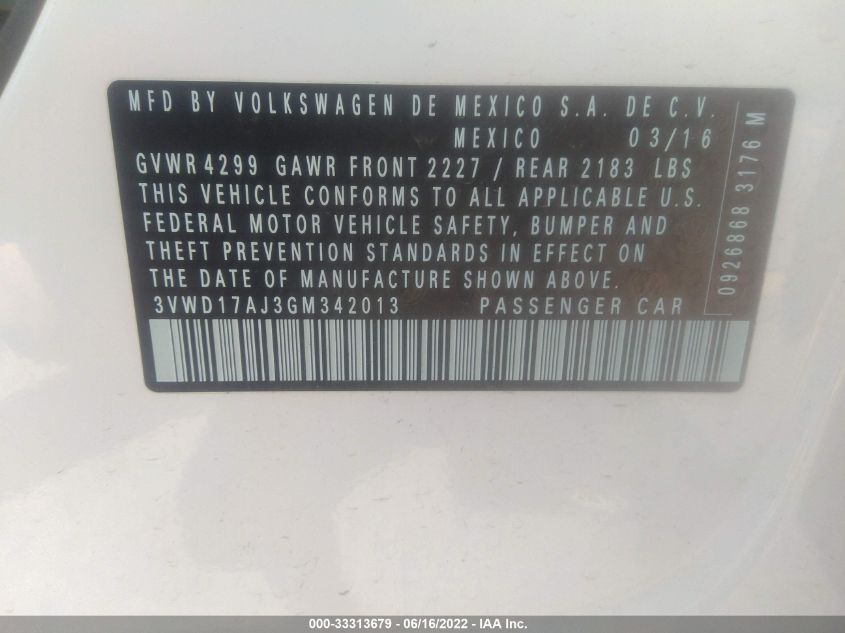 MFD BY VOLKSWAGEN DE MEXICO S.A. DE C.V.
MEXICO 03/16
GVWR 4299 GAWR FRONT 2227 / REAR 2183 LBS
THIS VEHICLE CONFORMS TO ALL APPLICABLE U.S.
FEDERAL MOTOR VEHICLE SAFETY, BUMPER AND
THEFT PREVENTION STANDARDS IN EFFECT ON
THE DATE OF MANUFACTURE SHOWN ABOVE.
3VWD17AJ3GM342013 PASSENGER CAR
0926868 3176 M
000-33313679 - 06/16/2022 - IAA Inc.